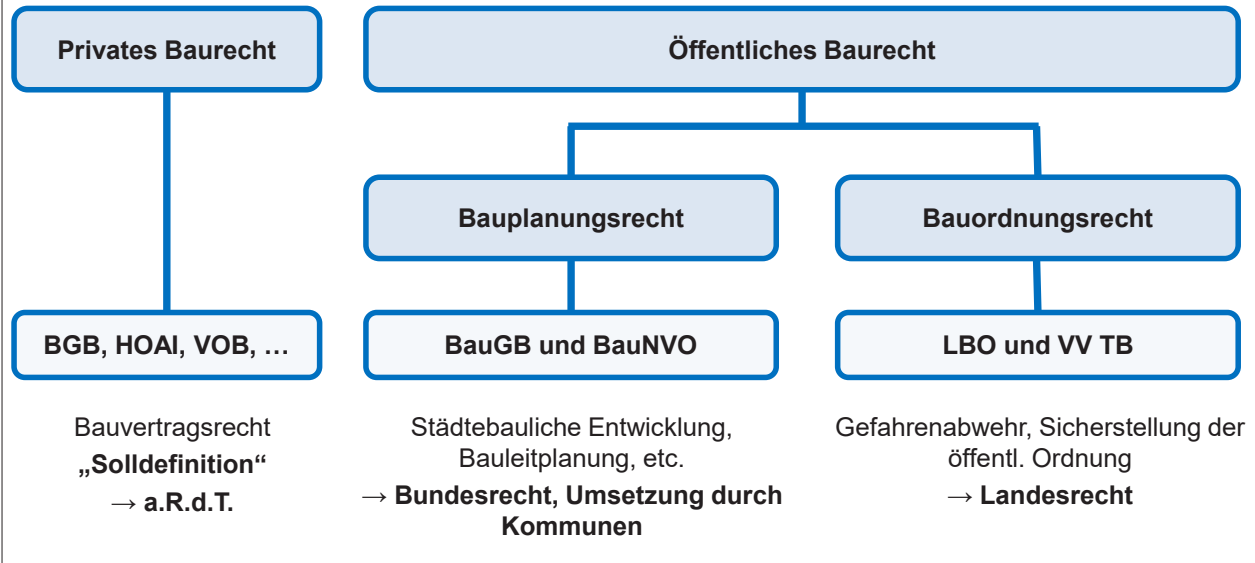 Privates Baurecht
Öffentliches Baurecht
Bauplanungsrecht
Bauordnungsrecht
BGB, HOAI, VOB, …
BauGB und BauNVO
LBO und VV TB
Bauvertragsrecht
„Solldefinition“
→ a.R.d.T.
Städtebauliche Entwicklung,
Bauleitplanung, etc.
→ Bundesrecht, Umsetzung durch
Kommunen
Gefahrenabwehr, Sicherstellung der
öffentl. Ordnung
→ Landesrecht